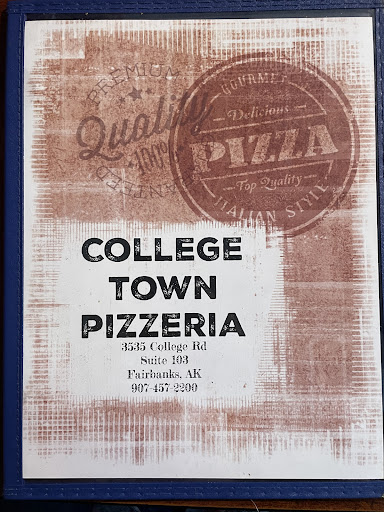 PREMIUM
Quality
100%
GOURMET
Delicious
PIZZA
Top Quality
ITALIAN STYLE
COLLEGE
TOWN
PIZZERIA
3535 College Rd
Suite 103
Fairbanks, AK
907-457-2200